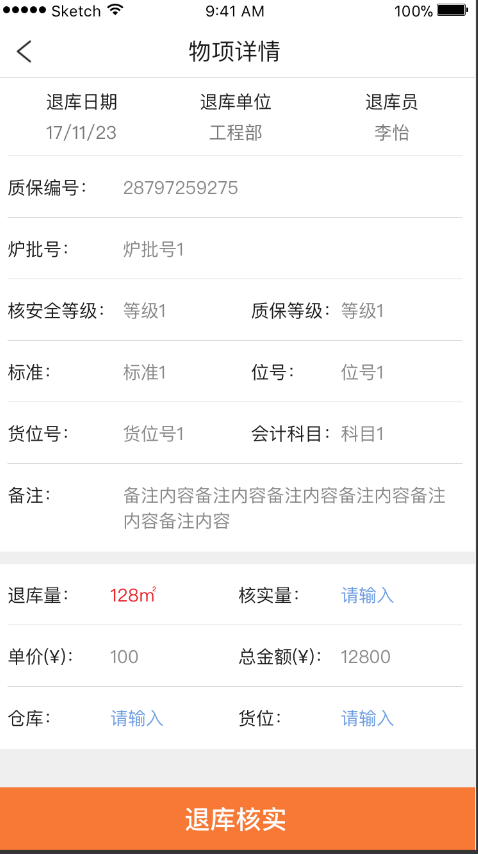 ●●●●● Sketch 9:41 AM 100%
物项详情
退库日期 退库单位 退库员
17/11/23 工程部 李怡
质保编号： 28797259275
炉批号： 炉批号1
核安全等级： 等级1 质保等级： 等级1
标准： 标准1 位号： 位号1
货位号： 货位号1 会计科目： 科目1
备注： 备注内容备注内容备注内容备注内容备注
内容备注内容
退库量： 128㎡ 核实量： 请输入
单价(¥)： 100 总金额(¥)： 12800
仓库： 请输入 货位： 请输入
退库核实